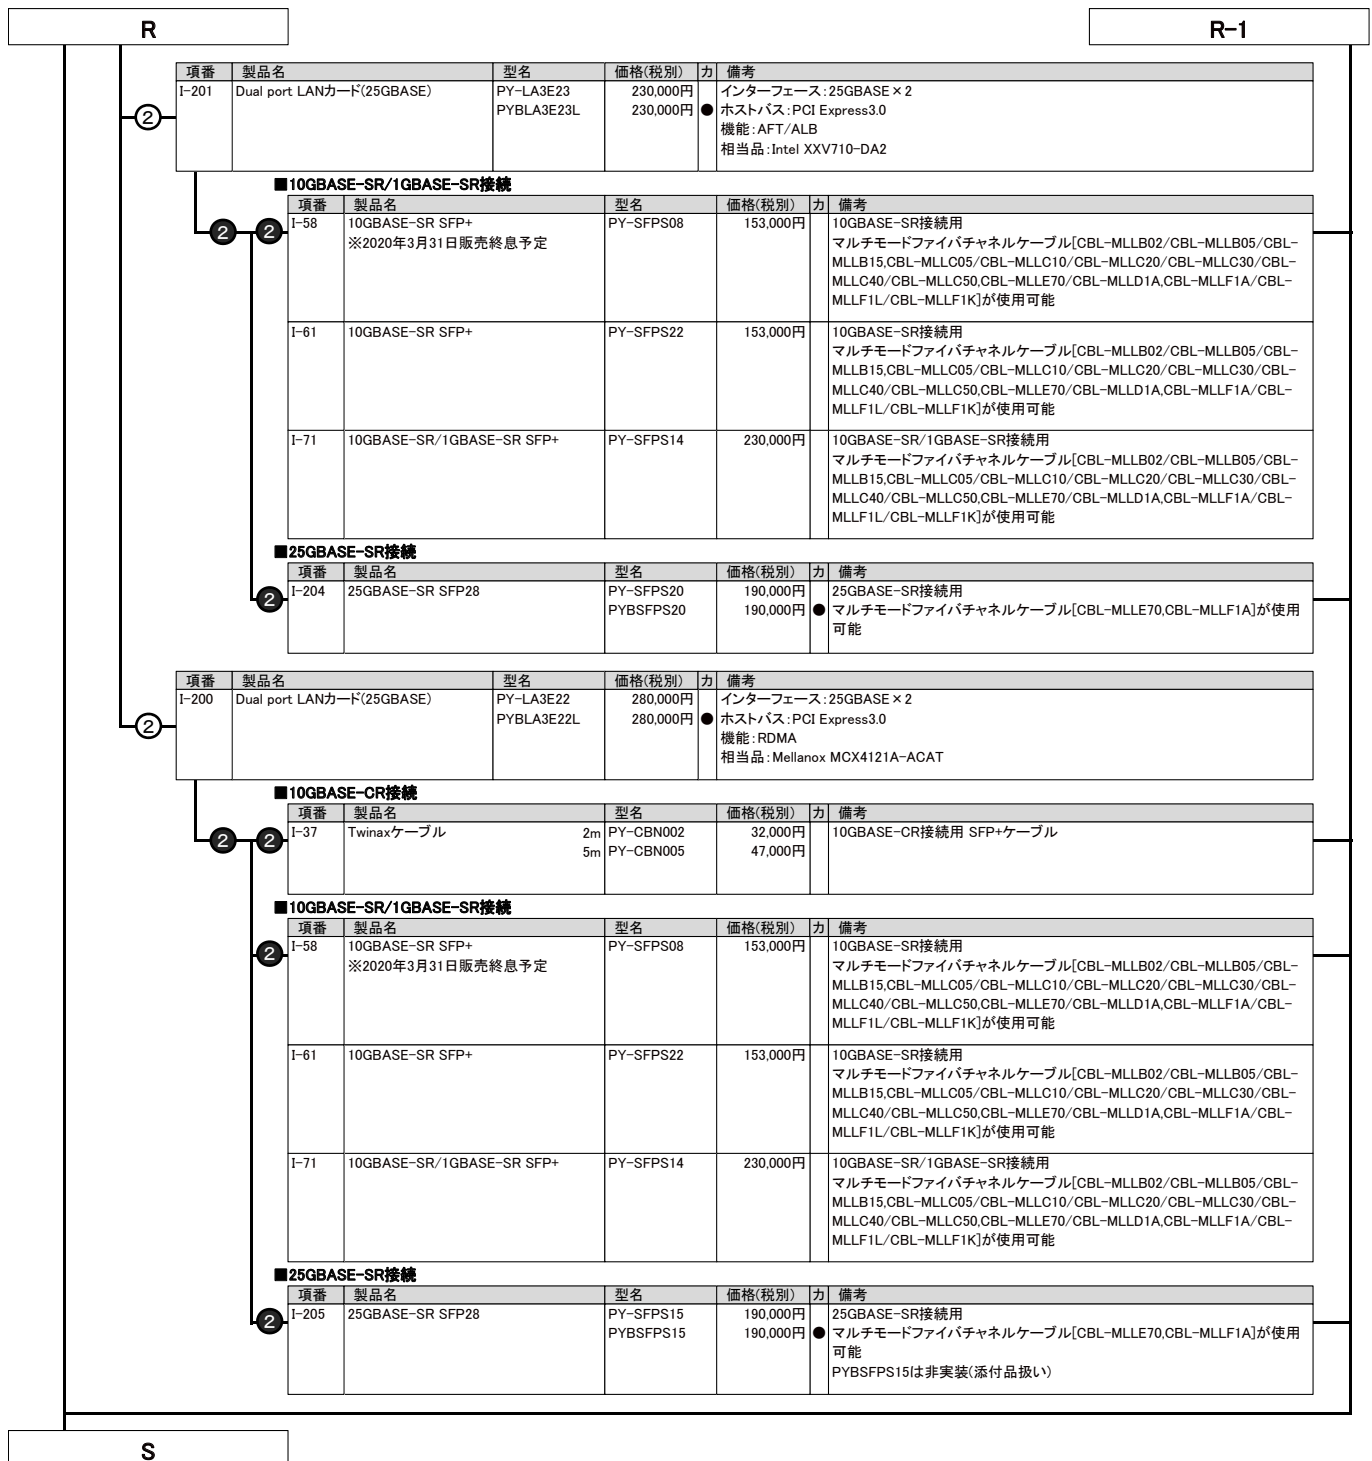 R
R-1
項番 製品名 型名 価格(税別) カ 備考
I-201 Dual port LANカード(25GBASE) PY-LA3E23 230,000円 インターフェース:25GBASE×2
PYBLA3E23L 230,000円 ● ホストバス:PCI Express3.0
機能:AFT/ALB
相当品:Intel XXV710-DA2
②
■10GBASE-SR/1GBASE-SR接続
項番 製品名 型名 価格(税別) カ 備考
2 2 I-58 10GBASE-SR SFP+ PY-SFPS08 153,000円 10GBASE-SR接続用
※2020年3月31日販売終息予定 マルチモードファイバチャネルケーブル[CBL-MLLB02/CBL-MLLB05/CBL-
MLLB15,CBL-MLLC05/CBL-MLLC10/CBL-MLLC20/CBL-MLLC30/CBL-
MLLC40/CBL-MLLC50,CBL-MLLE70/CBL-MLLD1A,CBL-MLLF1A/CBL-
MLLF1L/CBL-MLLF1K]が使用可能
I-61 10GBASE-SR SFP+ PY-SFPS22 153,000円 10GBASE-SR接続用
マルチモードファイバチャネルケーブル[CBL-MLLB02/CBL-MLLB05/CBL-
MLLB15,CBL-MLLC05/CBL-MLLC10/CBL-MLLC20/CBL-MLLC30/CBL-
MLLC40/CBL-MLLC50,CBL-MLLE70/CBL-MLLD1A,CBL-MLLF1A/CBL-
MLLF1L/CBL-MLLF1K]が使用可能
I-71 10GBASE-SR/1GBASE-SR SFP+ PY-SFPS14 230,000円 10GBASE-SR/1GBASE-SR接続用
マルチモードファイバチャネルケーブル[CBL-MLLB02/CBL-MLLB05/CBL-
MLLB15,CBL-MLLC05/CBL-MLLC10/CBL-MLLC20/CBL-MLLC30/CBL-
MLLC40/CBL-MLLC50,CBL-MLLE70/CBL-MLLD1A,CBL-MLLF1A/CBL-
MLLF1L/CBL-MLLF1K]が使用可能
■25GBASE-SR接続
項番 製品名 型名 価格(税別) カ 備考
2 I-204 25GBASE-SR SFP28 PY-SFPS20 190,000円 25GBASE-SR接続用
PYBSFPS20 190,000円 ● マルチモードファイバチャネルケーブル[CBL-MLLE70,CBL-MLLF1A]が使用
可能
項番 製品名 型名 価格(税別) カ 備考
I-200 Dual port LANカード(25GBASE) PY-LA3E22 280,000円 インターフェース:25GBASE×2
PYBLA3E22L 280,000円 ● ホストバス:PCI Express3.0
機能:RDMA
相当品:Mellanox MCX4121A-ACAT
②
■10GBASE-CR接続
項番 製品名 型名 価格(税別) カ 備考
2 2 I-37 Twinaxケーブル 2m PY-CBN002 32,000円 10GBASE-CR接続用 SFP+ケーブル
5m PY-CBN005 47,000円
■10GBASE-SR/1GBASE-SR接続
項番 製品名 型名 価格(税別) カ 備考
2 I-58 10GBASE-SR SFP+ PY-SFPS08 153,000円 10GBASE-SR接続用
※2020年3月31日販売終息予定 マルチモードファイバチャネルケーブル[CBL-MLLB02/CBL-MLLB05/CBL-
MLLB15,CBL-MLLC05/CBL-MLLC10/CBL-MLLC20/CBL-MLLC30/CBL-
MLLC40/CBL-MLLC50,CBL-MLLE70/CBL-MLLD1A,CBL-MLLF1A/CBL-
MLLF1L/CBL-MLLF1K]が使用可能
I-61 10GBASE-SR SFP+ PY-SFPS22 153,000円 10GBASE-SR接続用
マルチモードファイバチャネルケーブル[CBL-MLLB02/CBL-MLLB05/CBL-
MLLB15,CBL-MLLC05/CBL-MLLC10/CBL-MLLC20/CBL-MLLC30/CBL-
MLLC40/CBL-MLLC50,CBL-MLLE70/CBL-MLLD1A,CBL-MLLF1A/CBL-
MLLF1L/CBL-MLLF1K]が使用可能
I-71 10GBASE-SR/1GBASE-SR SFP+ PY-SFPS14 230,000円 10GBASE-SR/1GBASE-SR接続用
マルチモードファイバチャネルケーブル[CBL-MLLB02/CBL-MLLB05/CBL-
MLLB15,CBL-MLLC05/CBL-MLLC10/CBL-MLLC20/CBL-MLLC30/CBL-
MLLC40/CBL-MLLC50,CBL-MLLE70/CBL-MLLD1A,CBL-MLLF1A/CBL-
MLLF1L/CBL-MLLF1K]が使用可能
■25GBASE-SR接続
項番 製品名 型名 価格(税別) カ 備考
2 I-205 25GBASE-SR SFP28 PY-SFPS15 190,000円 25GBASE-SR接続用
PYBSFPS15 190,000円 ● マルチモードファイバチャネルケーブル[CBL-MLLE70,CBL-MLLF1A]が使用
可能
PYBSFPS15は非実装(添付品扱い)
S